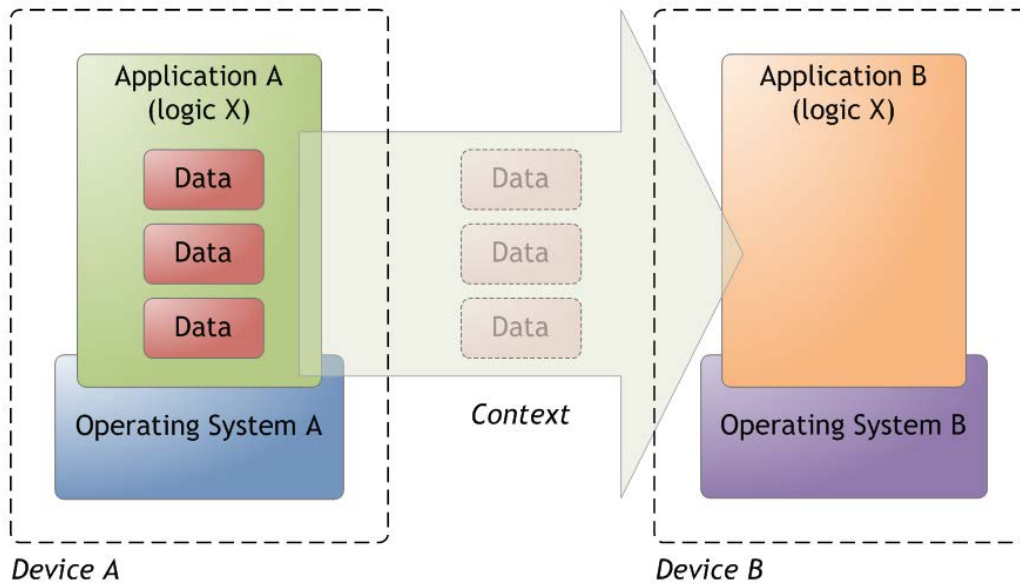 Application A
(logic X)
Data
Data
Data
Operating System A
Device A
Data
Data
Data
Context
Application B
(logic X)
Operating System B
Device B